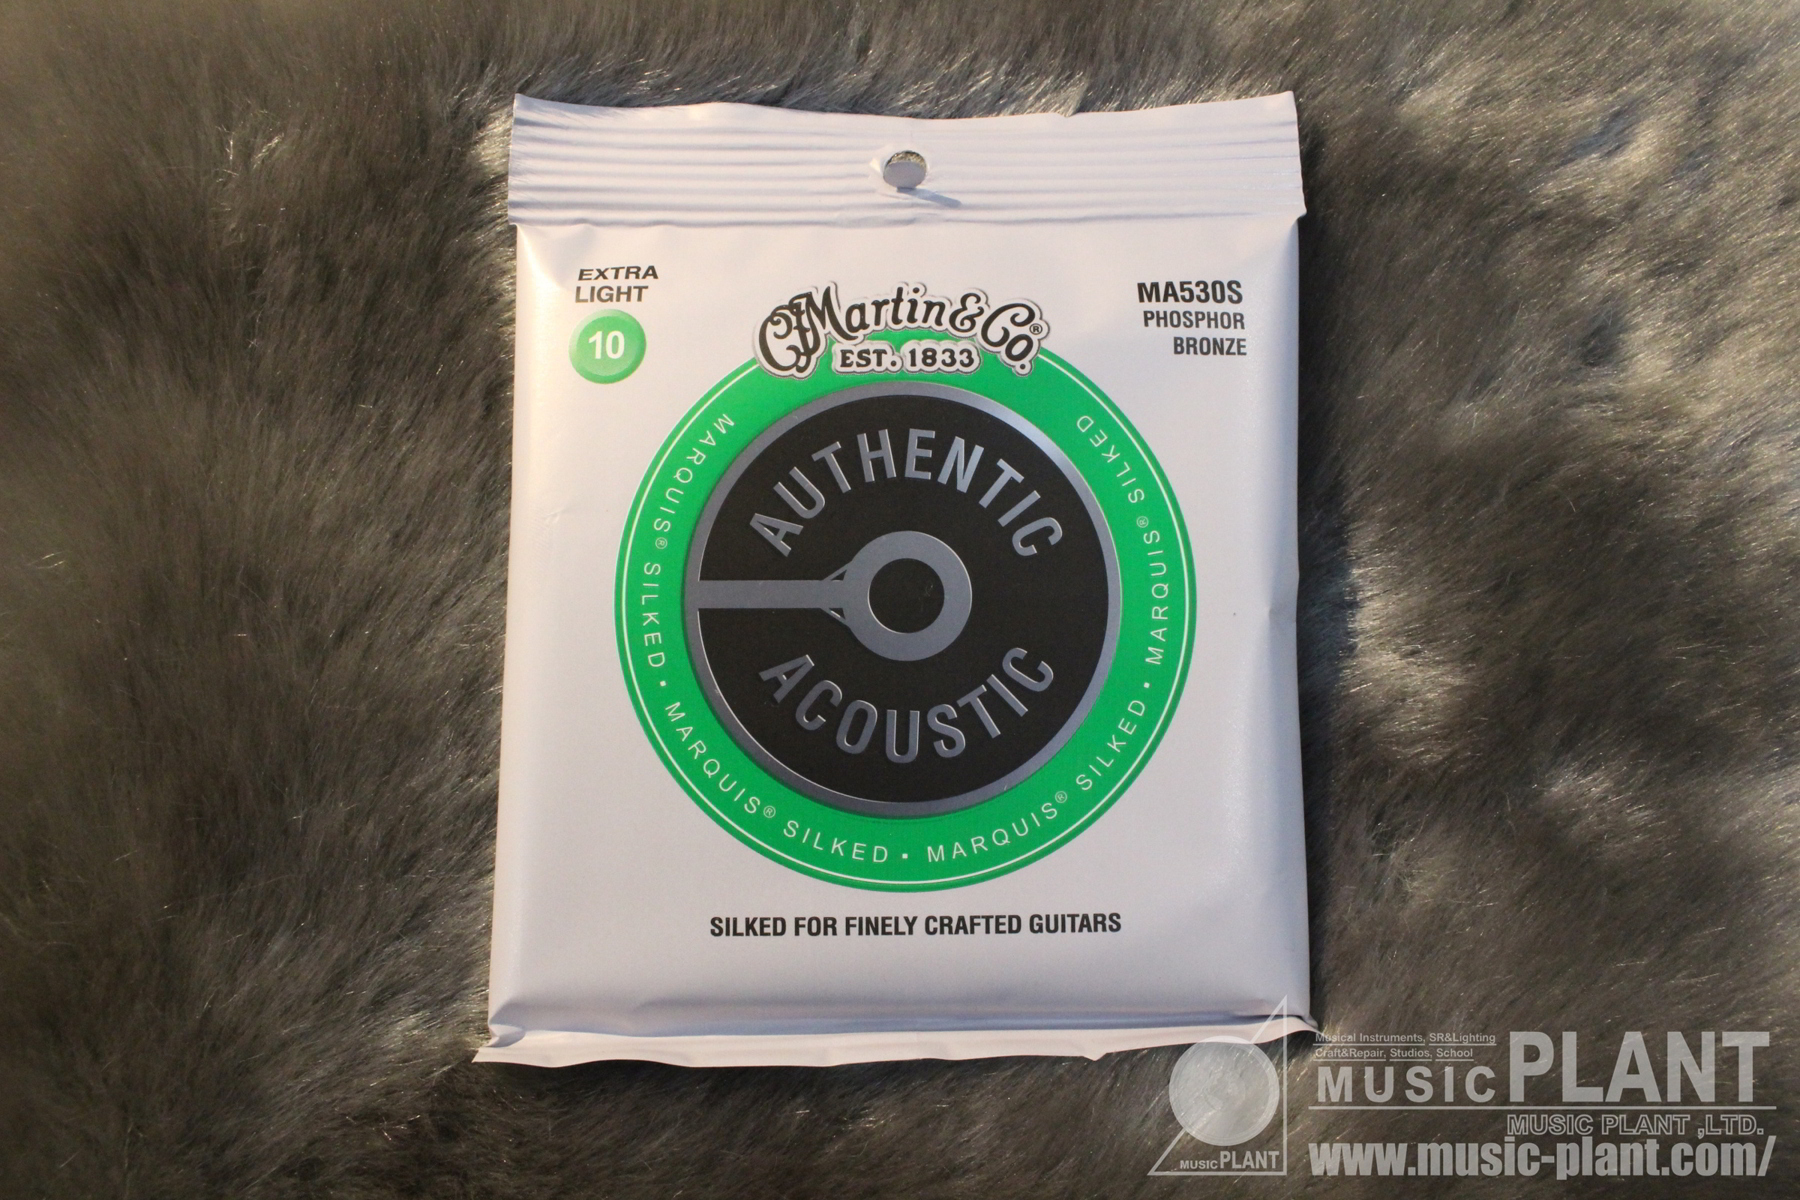 EXTRA
LIGHT
10
Martin & Co.®
EST. 1833
MA530S
PHOSPHOR
BRONZE
AUTHENTIC
ACOUSTIC
MARQUIS® SILKED • MARQUIS® SILKED • MARQUIS® SILKED • MARQUIS® SILKED
SILKED FOR FINELY CRAFTED GUITARS
Musical Instruments, SR&Lighting
Craft&Repair, Studios, School
MUSIC PLANT
MUSIC PLANT ,LTD.
MUSIC PLANT
www.music-plant.com/